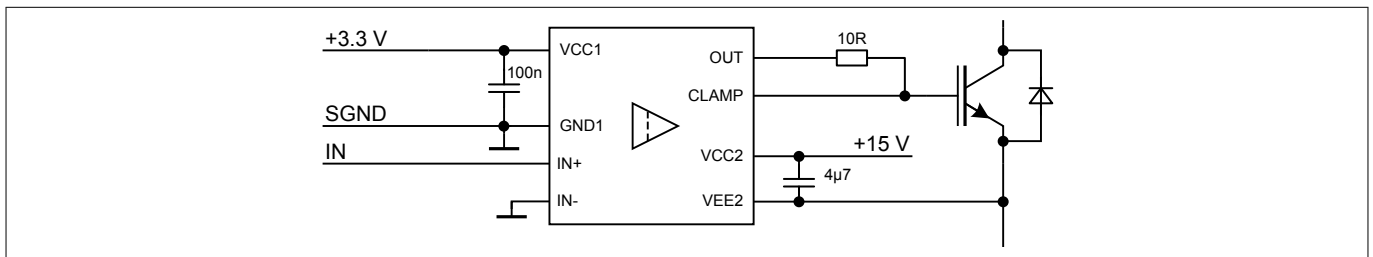 +3.3 V
VCC1
100n
SGND
GND1
IN
IN+
IN-
OUT
10R
CLAMP
VCC2
+15 V
4µ7
VEE2